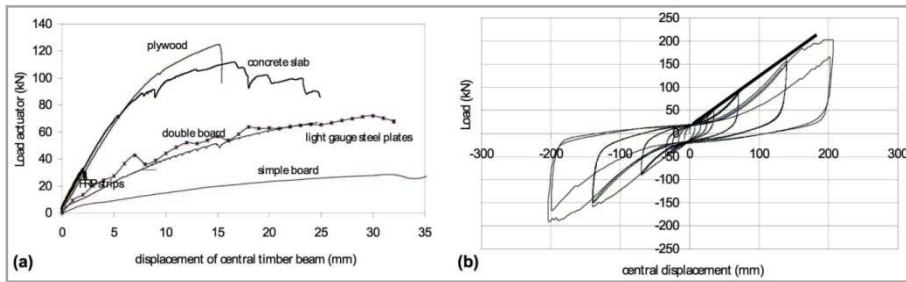 140
120
100
80
60
40
20
0
Load actuator (kN)
plywood
concrete slab
double board
light gauge steel plates
simple board
0 5 10 15 20 25 30 35
(a)
displacement of central timber beam (mm)
250
200
150
100
50
0
-50
-100
-150
-200
-250
Load (kN)
-300 -200 -100 0 100 200 300
(b)
central displacement (mm)